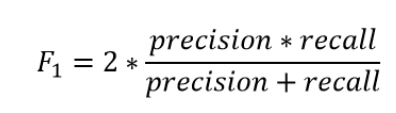 F₁ = 2 * precision * recall / precision + recall